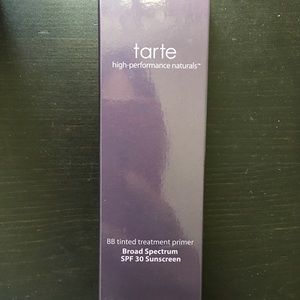 tarte
high-performance naturals™
BB tinted treatment primer
Broad Spectrum
SPF 30 Sunscreen